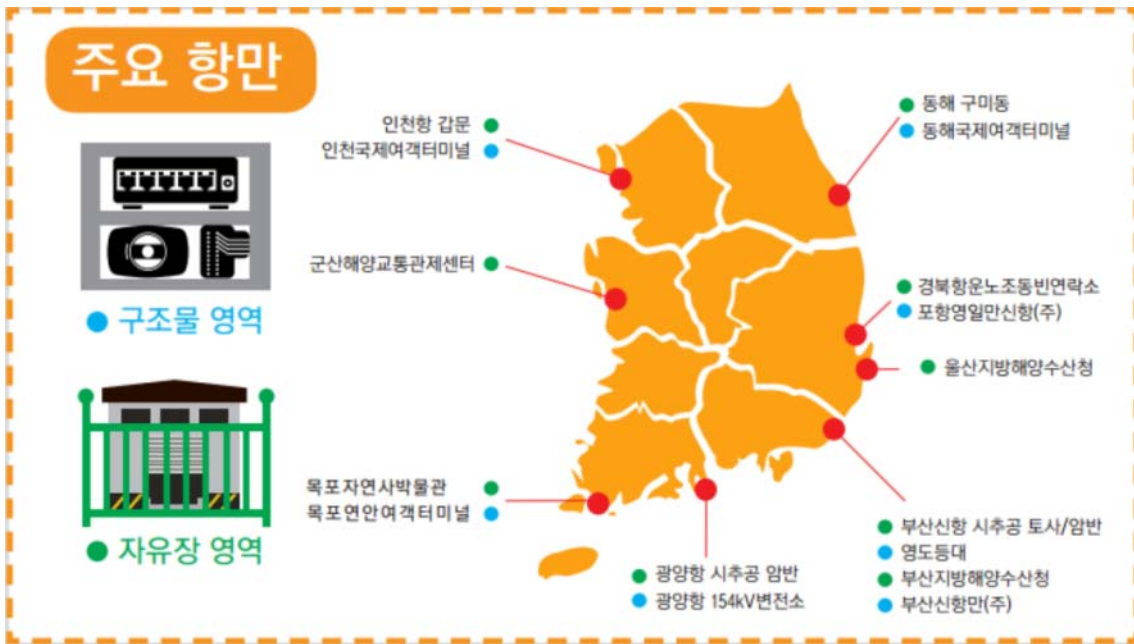 주요 항만
구조물 영역
자유장 영역
인천항 갑문
인천국제여객터미널
군산해양교통관제센터
목포자연사박물관
목포연안여객터미널
광양항 시추공 암반
광양항 154kV변전소
동해 구미동
동해국제여객터미널
경북항운노조동빈연락소
포항영일만신항(주)
울산지방해양수산청
부산신항 시추공 토사/암반
영도등대
부산지방해양수산청
부산신항만(주)